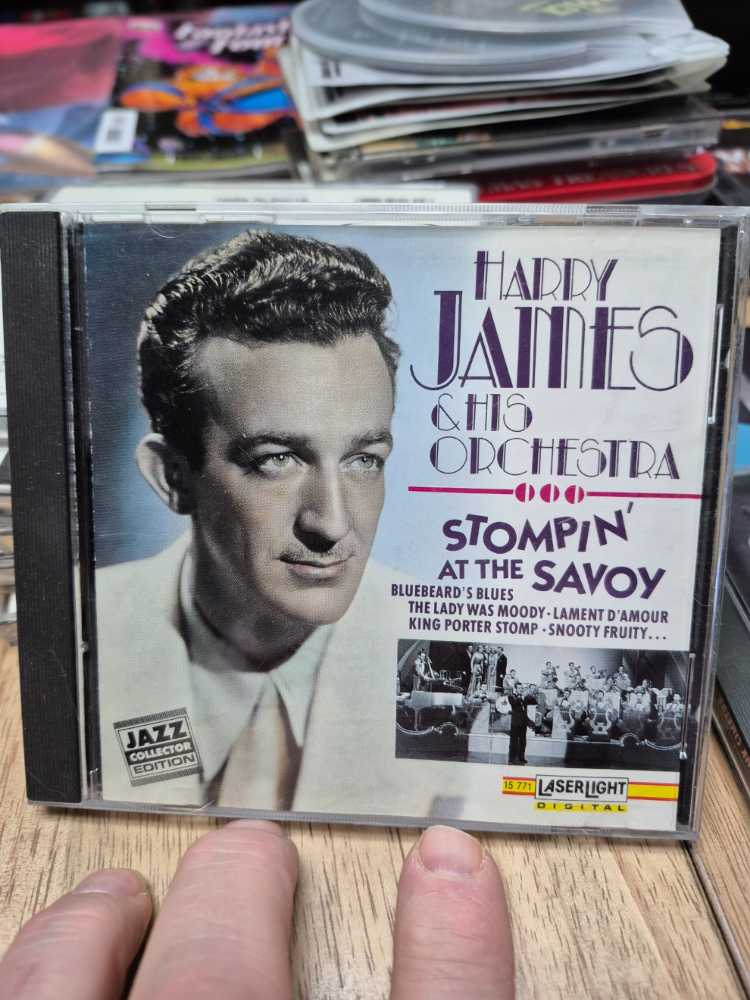 HARRY
JAMES
& HIS
ORCHESTRA
STOMPIN'
AT THE SAVOY
BLUEBEARD'S BLUES
THE LADY WAS MOODY · LAMENT D'AMOUR
KING PORTER STOMP · SNOOTY FRUITY...
JAZZ
COLLECTOR
EDITION
15 771 LASERLIGHT
DIGITAL